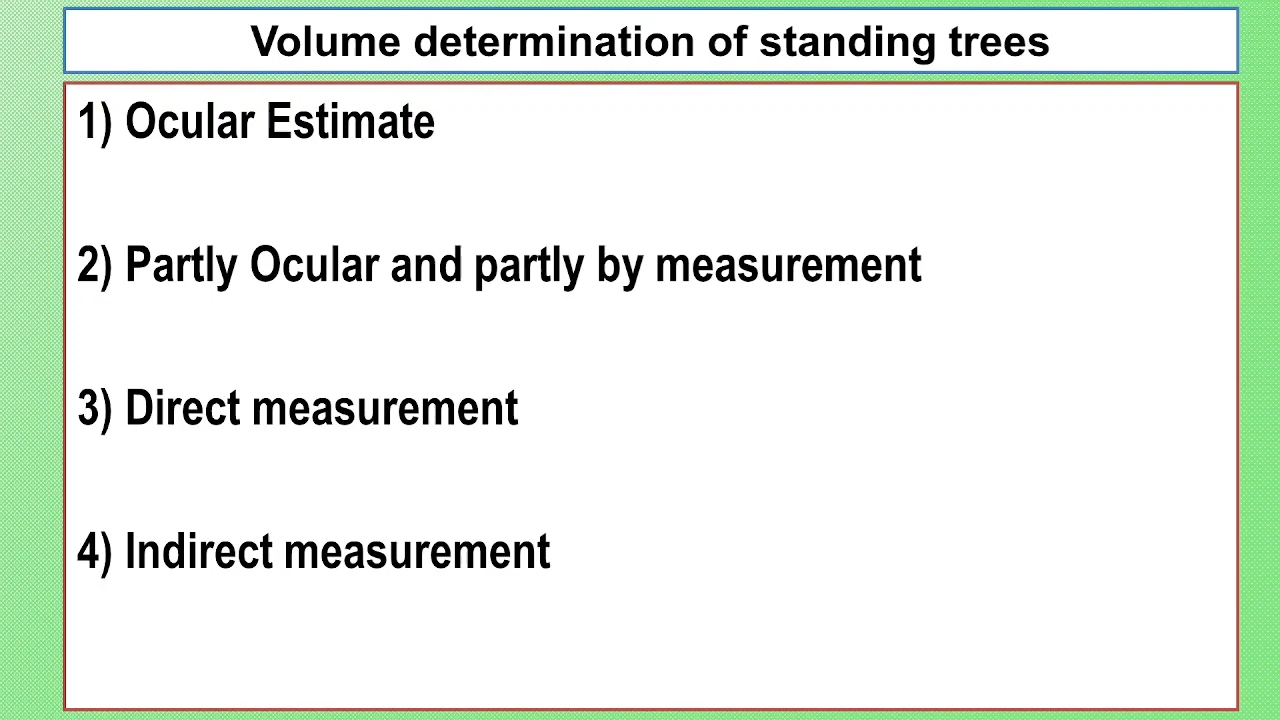 Volume determination of standing trees
1) Ocular Estimate
2) Partly Ocular and partly by measurement
3) Direct measurement
4) Indirect measurement